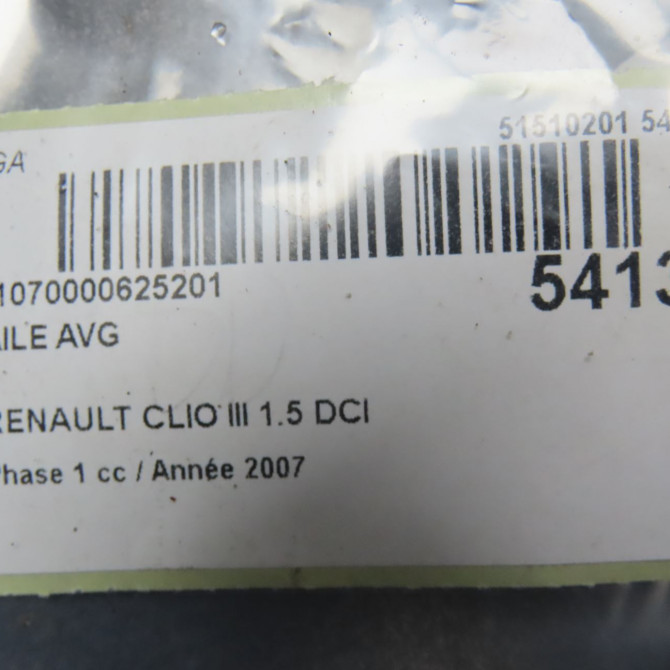 GA
51510201 54
1070000625201
5413
AILE AVG
RENAULT CLIO III 1.5 DCI
Phase 1 cc / Année 2007